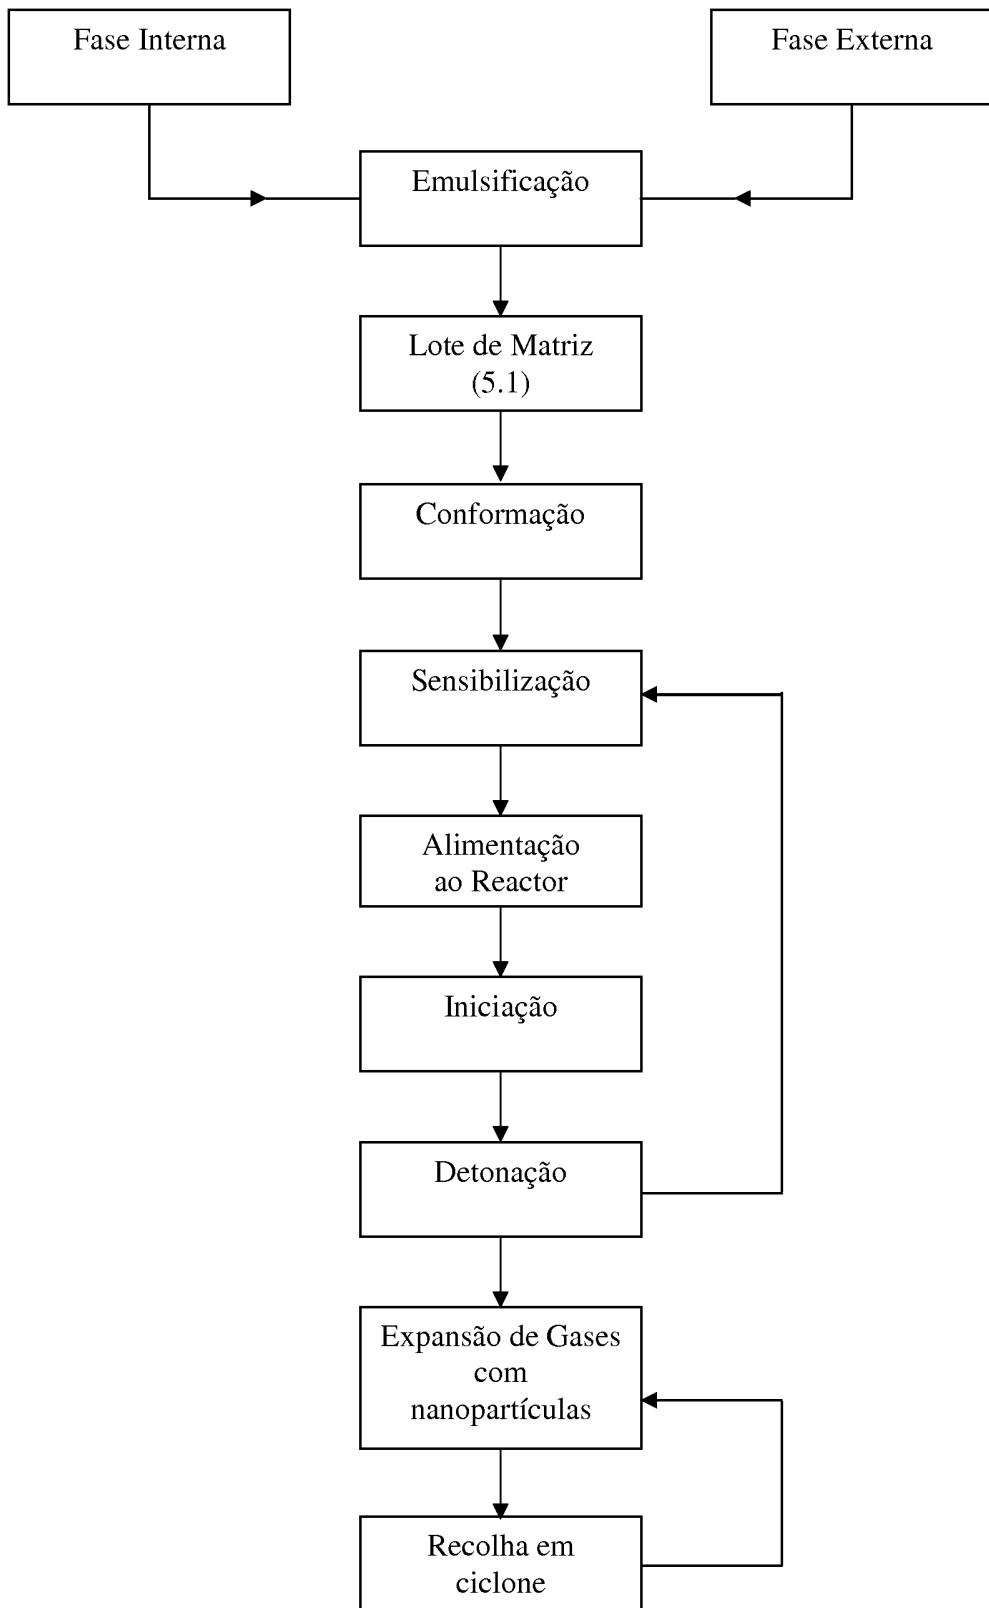 Fase Interna
Fase Externa
Emulsificação
Lote de Matriz
(5.1)
Conformação
Sensibilização
Alimentação
ao Reactor
Iniciação
Detonação
Expansão de Gases
com
nanopartículas
Recolha em
ciclone